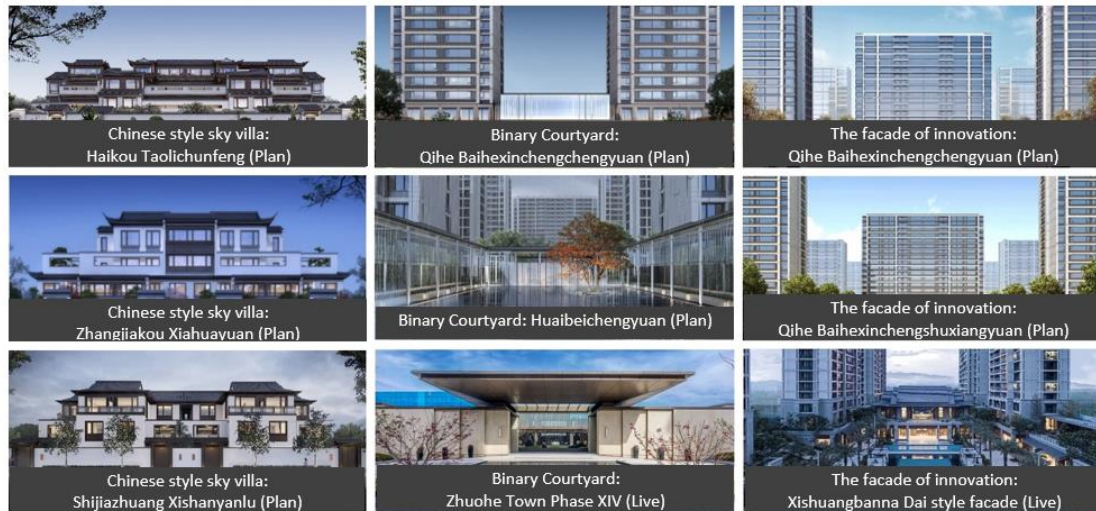 Chinese style sky villa:
Haikou Taolichunfeng (Plan)
Binary Courtyard:
Qihe Baihexinchengchengyuan (Plan)
The facade of innovation:
Qihe Baihexinchengchengyuan (Plan)
Chinese style sky villa:
Zhangjiakou Xiahuayuan (Plan)
Binary Courtyard: Huaibeichengyuan (Plan)
The facade of innovation:
Qihe Baihexinchengshuxiangyuan (Plan)
Chinese style sky villa:
Shijiazhuang Xishanyanlu (Plan)
Binary Courtyard:
Zhuohe Town Phase XIV (Live)
The facade of innovation:
Xishuangbanna Dai style facade (Live)